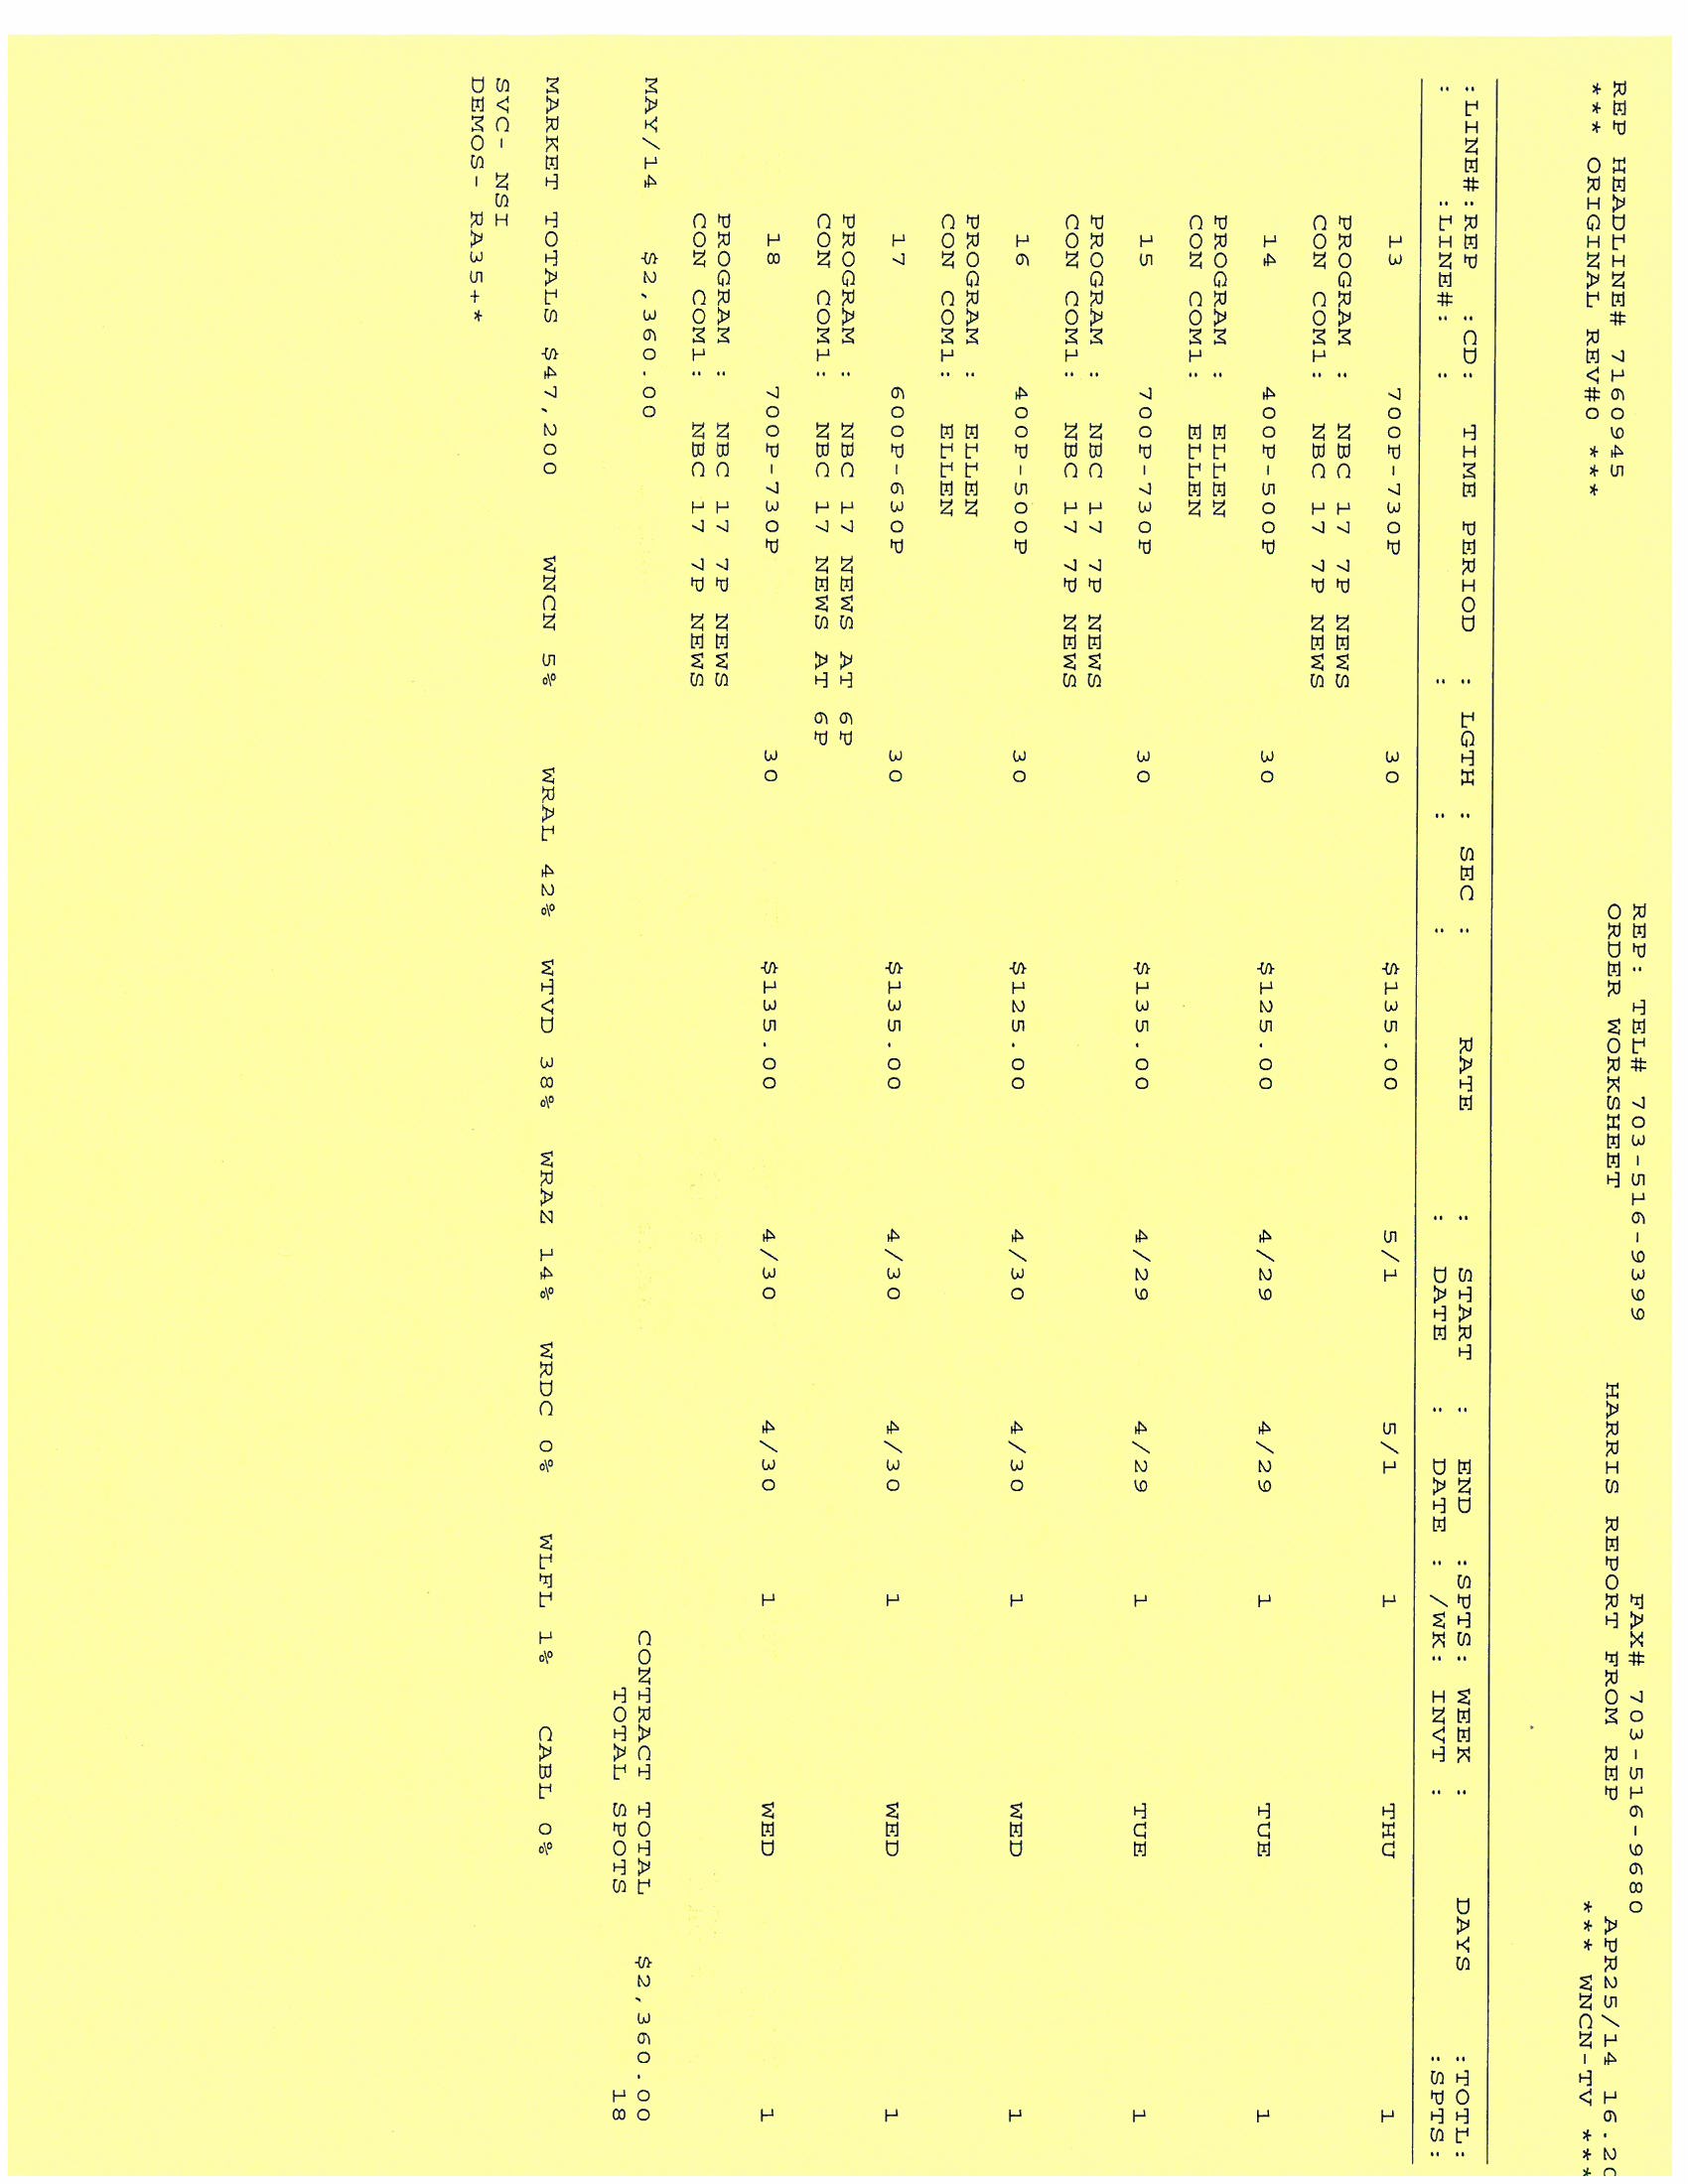 REP: TEL# 703-516-9399 FAX# 703-516-9680
REP HEADLINE# 7160945 ORDER WORKSHEET HARRIS REPORT FROM REP APR25/14 16.20
*** ORIGINAL REV#0 *** *** WNCN-TV ***
:LINE#:REP :CD: TIME PERIOD : LGTH : SEC : RATE : START : END :SPTS: WEEK : DAYS :TOTL:
: :LINE#: : : : : : DATE : DATE : /WK: INVT : :SPTS:
13 700P-730P 30 $135.00 5/1 5/1 1 THU 1
PROGRAM : NBC 17 7P NEWS
CON COM1: NBC 17 7P NEWS
14 400P-500P 30 $125.00 4/29 4/29 1 TUE 1
PROGRAM : ELLEN
CON COM1: ELLEN
15 700P-730P 30 $135.00 4/29 4/29 1 TUE 1
PROGRAM : NBC 17 7P NEWS
CON COM1: NBC 17 7P NEWS
16 400P-500P 30 $125.00 4/30 4/30 1 WED 1
PROGRAM : ELLEN
CON COM1: ELLEN
17 600P-630P 30 $135.00 4/30 4/30 1 WED 1
PROGRAM : NBC 17 NEWS AT 6P
CON COM1: NBC 17 NEWS AT 6P
18 700P-730P 30 $135.00 4/30 4/30 1 WED 1
PROGRAM : NBC 17 7P NEWS
CON COM1: NBC 17 7P NEWS
MAY/14 $2,360.00 CONTRACT TOTAL $2,360.00
TOTAL SPOTS 18
MARKET TOTALS $47,200 WNCN 5% WRAL 42% WTVD 38% WRAZ 14% WRDC 0% WLFL 1% CABL 0%
SVC- NSI
DEMOS- RA35+*